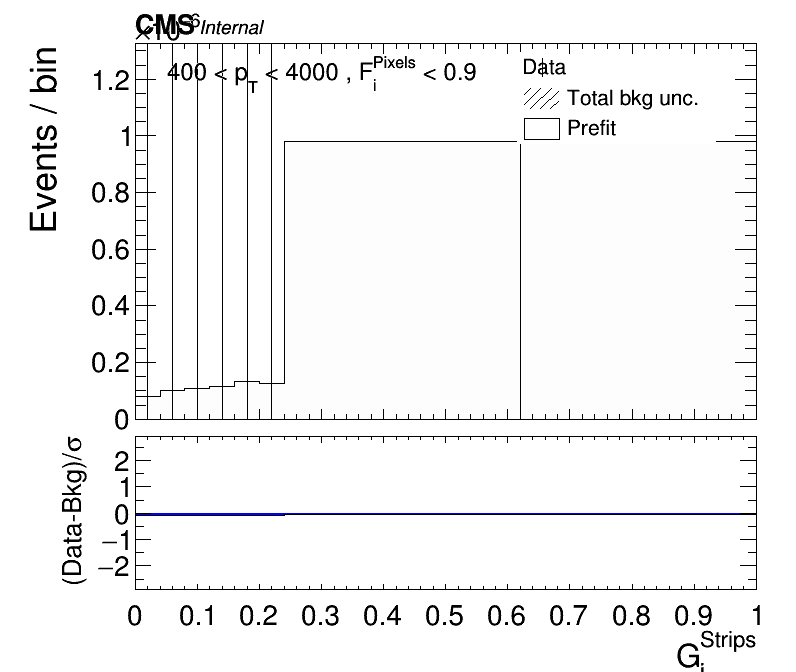 CMS Internal
×10⁻⁶
400 < p_T < 4000 , F_i^Pixels < 0.9
Data
Total bkg unc.
Prefit
Events / bin
1.2
1
0.8
0.6
0.4
0.2
0
(Data-Bkg)/σ
2
1
0
−1
−2
0 0.1 0.2 0.3 0.4 0.5 0.6 0.7 0.8 0.9 1
G_i^Strips